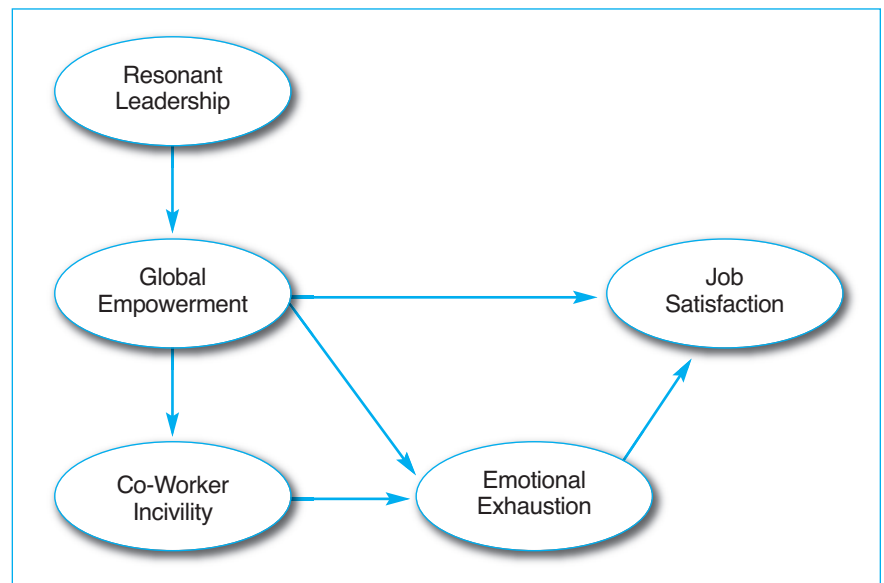 Resonant
Leadership
Global
Empowerment
Job
Satisfaction
Co-Worker
Incivility
Emotional
Exhaustion